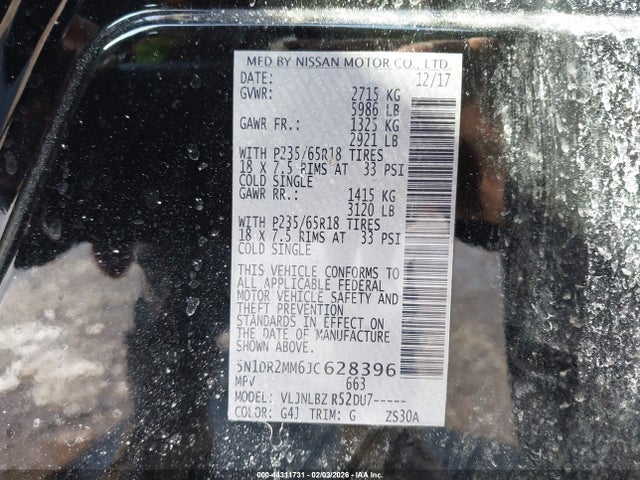 MFD BY NISSAN MOTOR CO., LTD.
DATE: 12/17
GVWR: 2715 KG
5986 LB
GAWR FR.: 1325 KG
2921 LB
WITH P235/65R18 TIRES
18 X 7.5 RIMS AT 33 PSI
COLD SINGLE
GAWR RR.: 1415 KG
3120 LB
WITH P235/65R18 TIRES
18 X 7.5 RIMS AT 33 PSI
COLD SINGLE
THIS VEHICLE CONFORMS TO
ALL APPLICABLE FEDERAL
MOTOR VEHICLE SAFETY AND
THEFT PREVENTION
STANDARDS IN EFFECT ON
THE DATE OF MANUFACTURE
SHOWN ABOVE.
5N1DR2MM6JC628396
MPV 663
MODEL: VLJNLBZ R52DU7-----
COLOR: G4J TRIM: G ZS30A
000-44311731 - 02/03/2026 - IAA Inc.